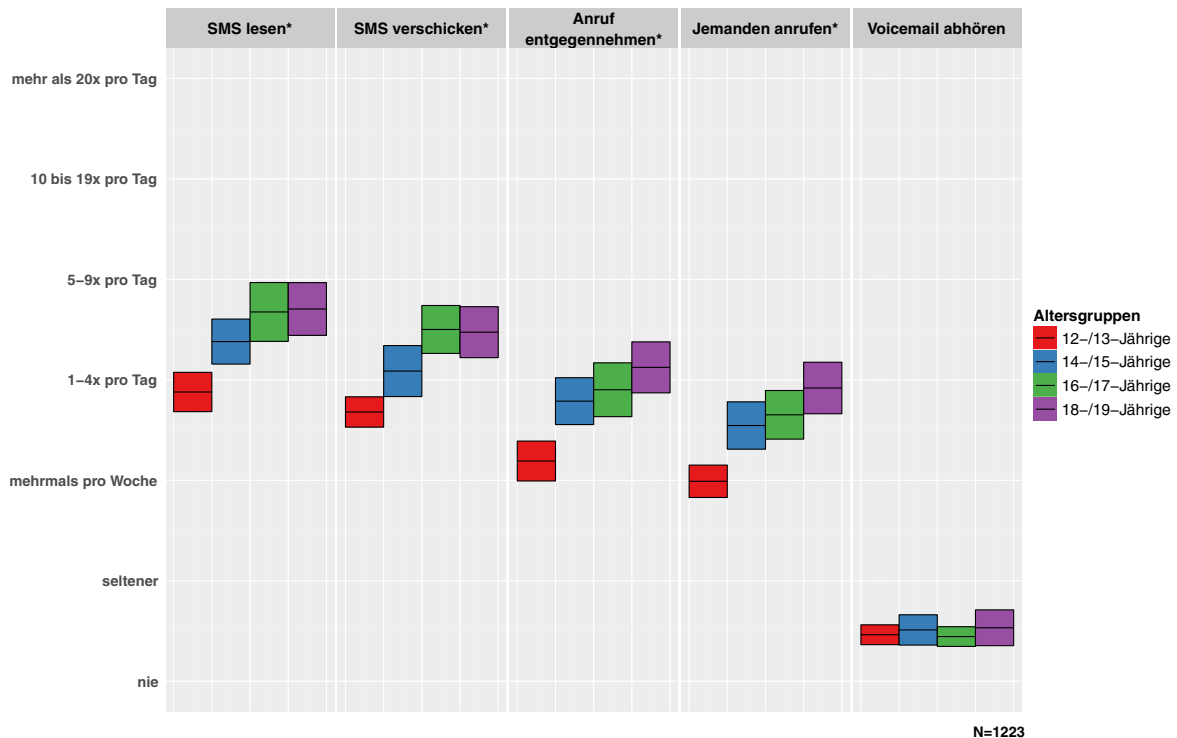 SMS lesen*
SMS verschicken*
Anruf
entgegennehmen*
Jemanden anrufen*
Voicemail abhören
mehr als 20x pro Tag
10 bis 19x pro Tag
5–9x pro Tag
1–4x pro Tag
mehrmals pro Woche
seltener
nie
Altersgruppen
12–/13–Jährige
14–/15–Jährige
16–/17–Jährige
18–/19–Jährige
N=1223